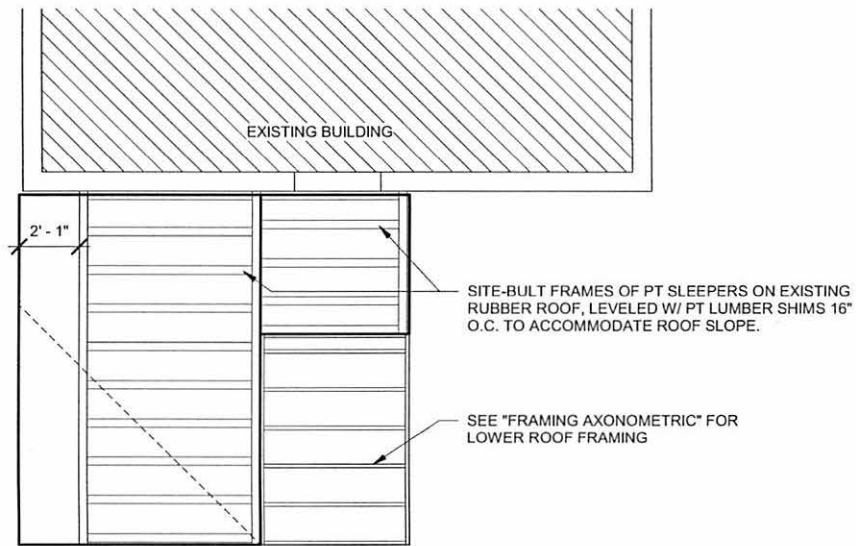 EXISTING BUILDING
2' - 1"
SITE-BULT FRAMES OF PT SLEEPERS ON EXISTING
RUBBER ROOF, LEVELED W/ PT LUMBER SHIMS 16"
O.C. TO ACCOMMODATE ROOF SLOPE.
SEE "FRAMING AXONOMETRIC" FOR
LOWER ROOF FRAMING